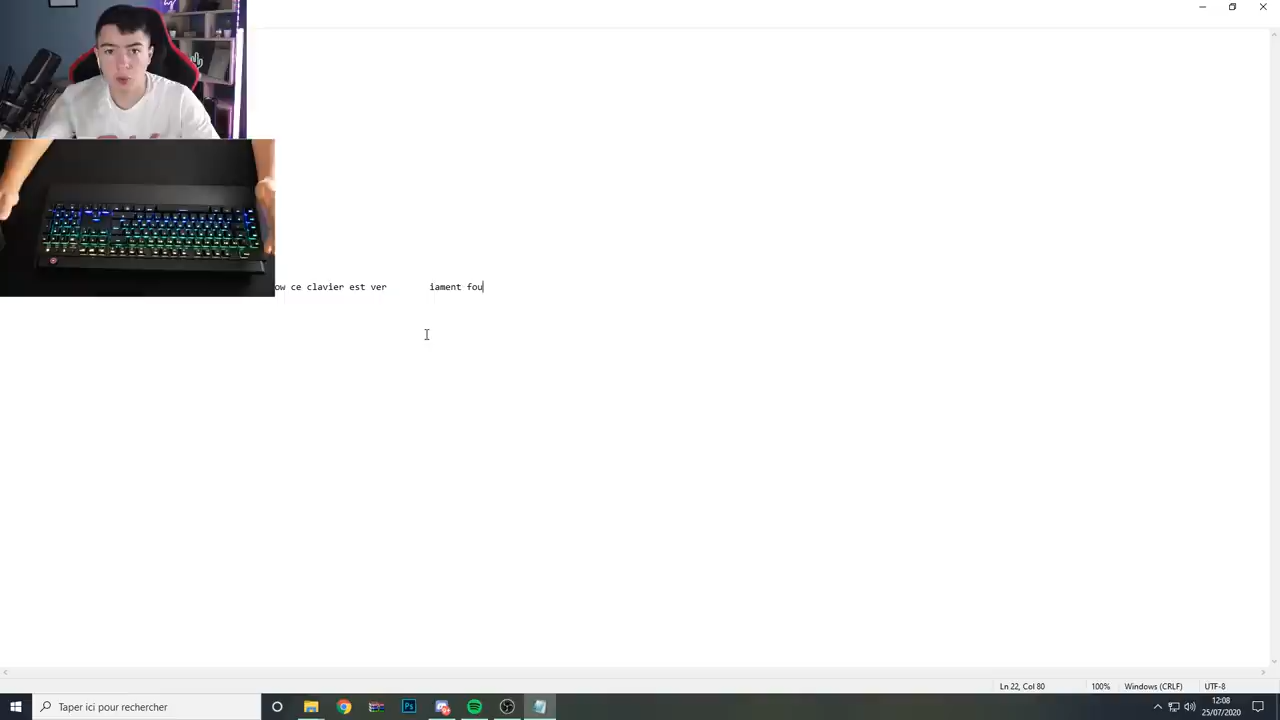 ow ce clavier est ver iament fou
Ln 22, Col 80
100%
Windows (CRLF)
UTF-8
Taper ici pour rechercher
Ps
12:08
25/07/2020